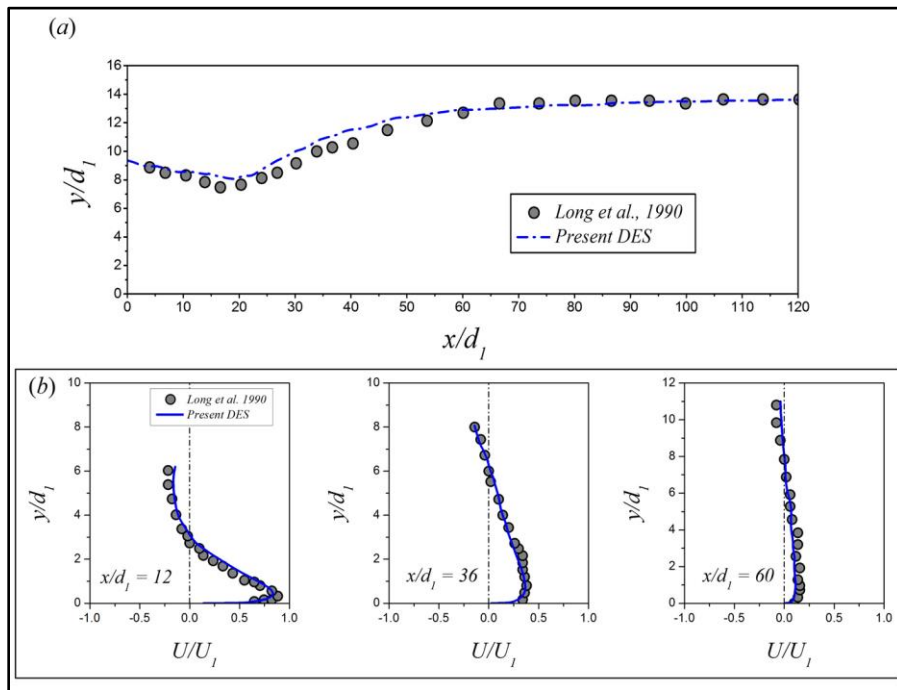 (a)
16
14
12
10
8
6
4
2
0
y/d1
Long et al., 1990
Present DES
0 10 20 30 40 50 60 70 80 90 100 110 120
x/d1
(b)
10
8
6
4
2
0
y/d1
Long et al. 1990
Present DES
x/d1 = 12
-1.0 -0.5 0.0 0.5 1.0
U/U1
10
8
6
4
2
0
y/d1
x/d1 = 36
-1.0 -0.5 0.0 0.5 1.0
U/U1
12
10
8
6
4
2
0
y/d1
x/d1 = 60
-1.0 -0.5 0.0 0.5 1.0
U/U1